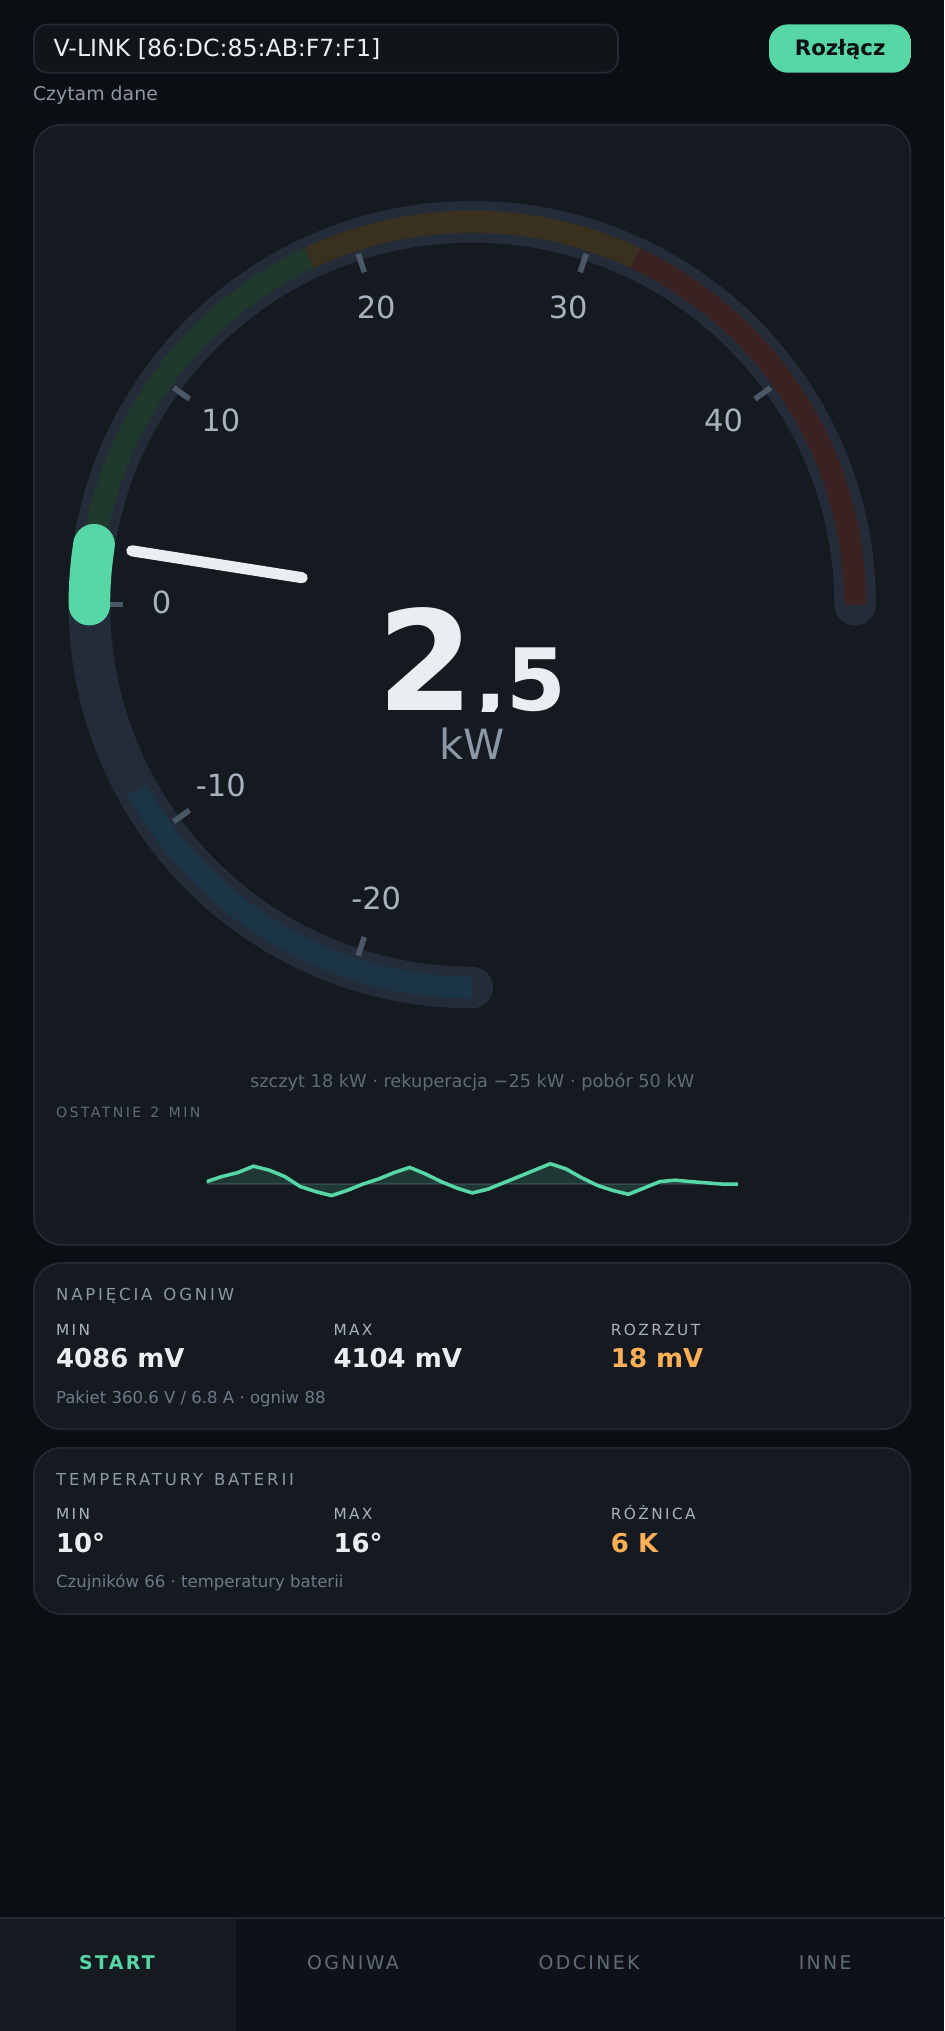 V-LINK [86:DC:85:AB:F7:F1]
Rozłącz
Czytam dane
20 30
10 40
0
2,5
kW
-10
-20
szczyt 18 kW · rekuperacja −25 kW · pobór 50 kW
OSTATNIE 2 MIN
NAPIĘCIA OGNIW
MIN MAX ROZRZUT
4086 mV 4104 mV 18 mV
Pakiet 360.6 V / 6.8 A · ogniw 88
TEMPERATURY BATERII
MIN MAX RÓŻNICA
10° 16° 6 K
Czujników 66 · temperatury baterii
START OGNIWA ODCINEK INNE